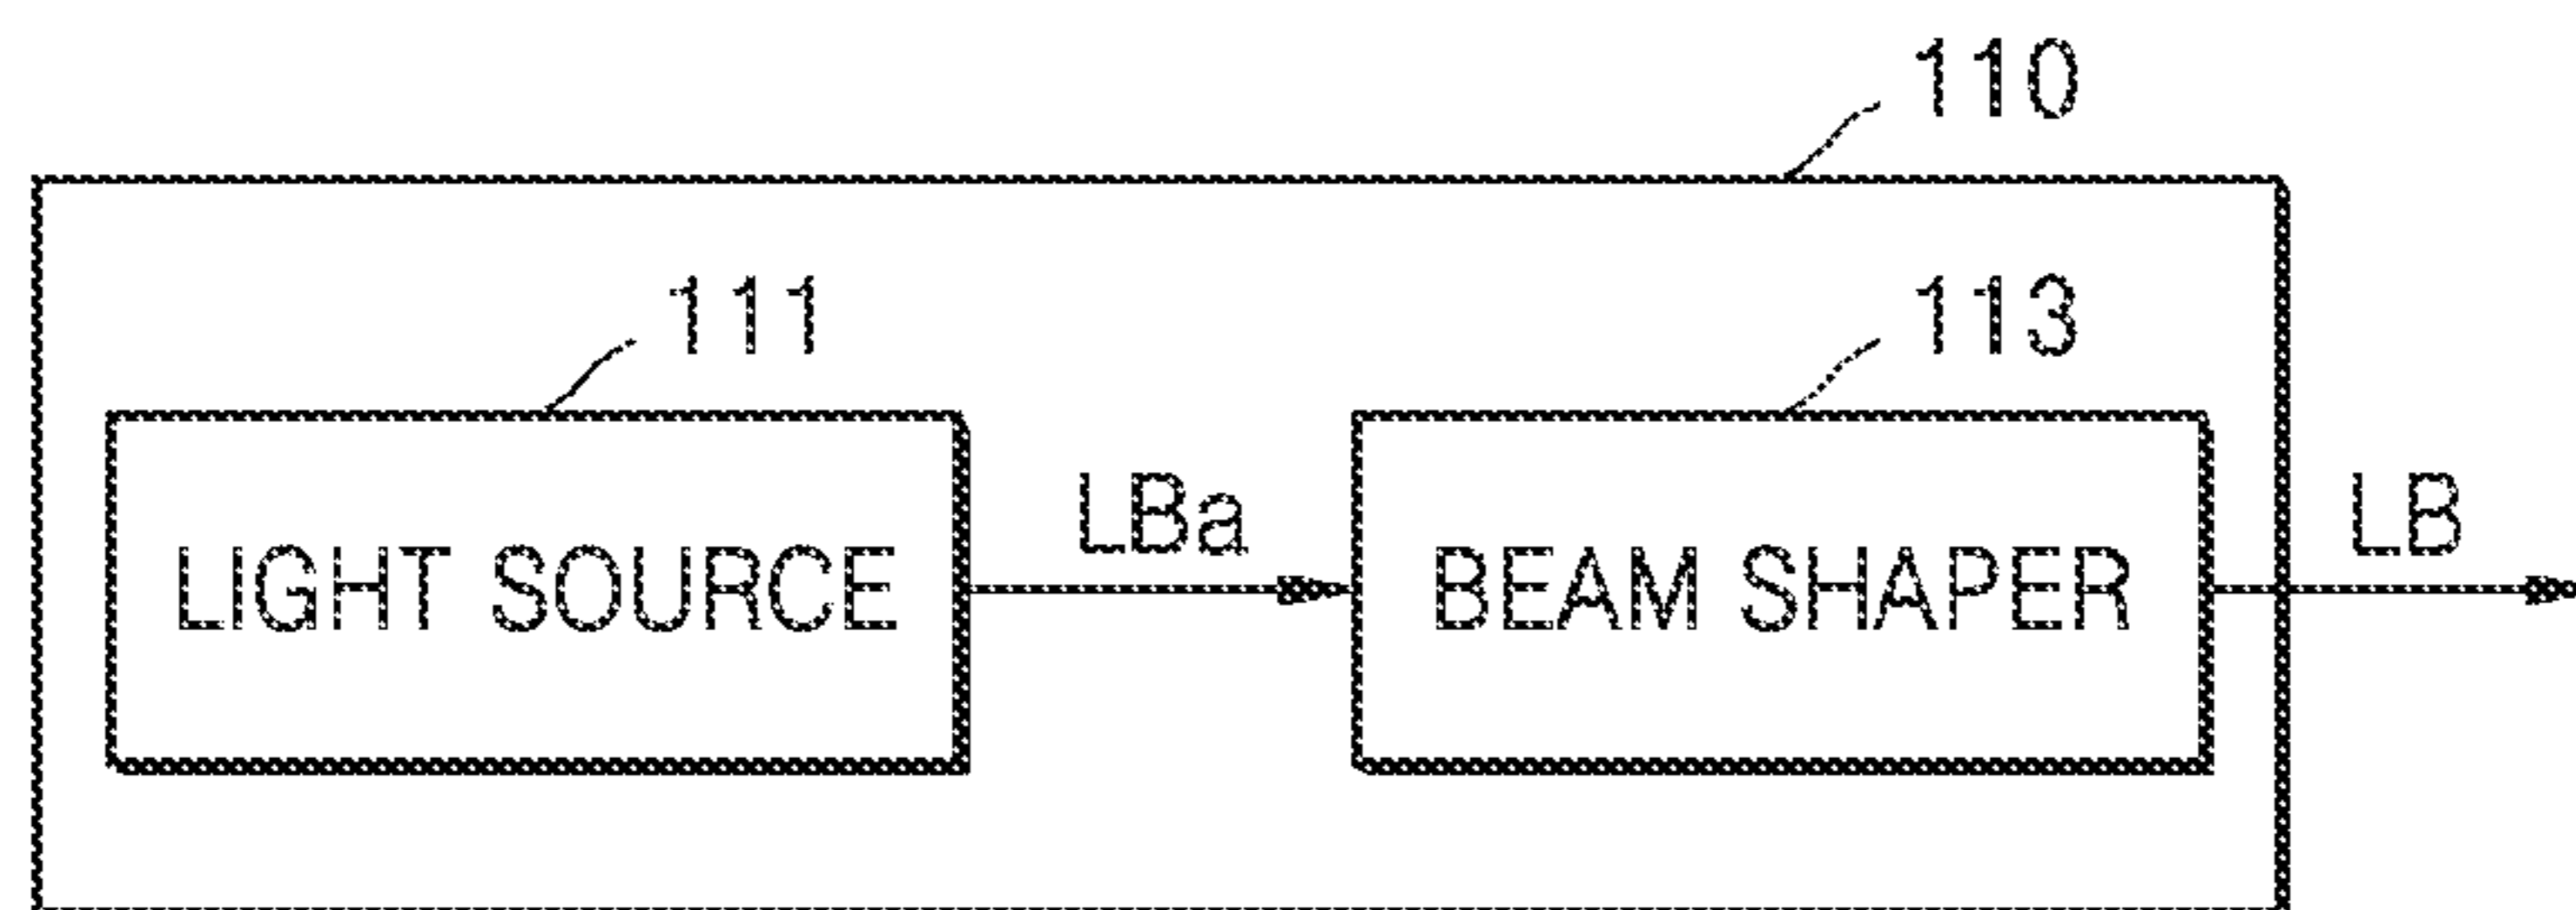 110
111
113
LBa
LB
LIGHT SOURCE
BEAM SHAPER